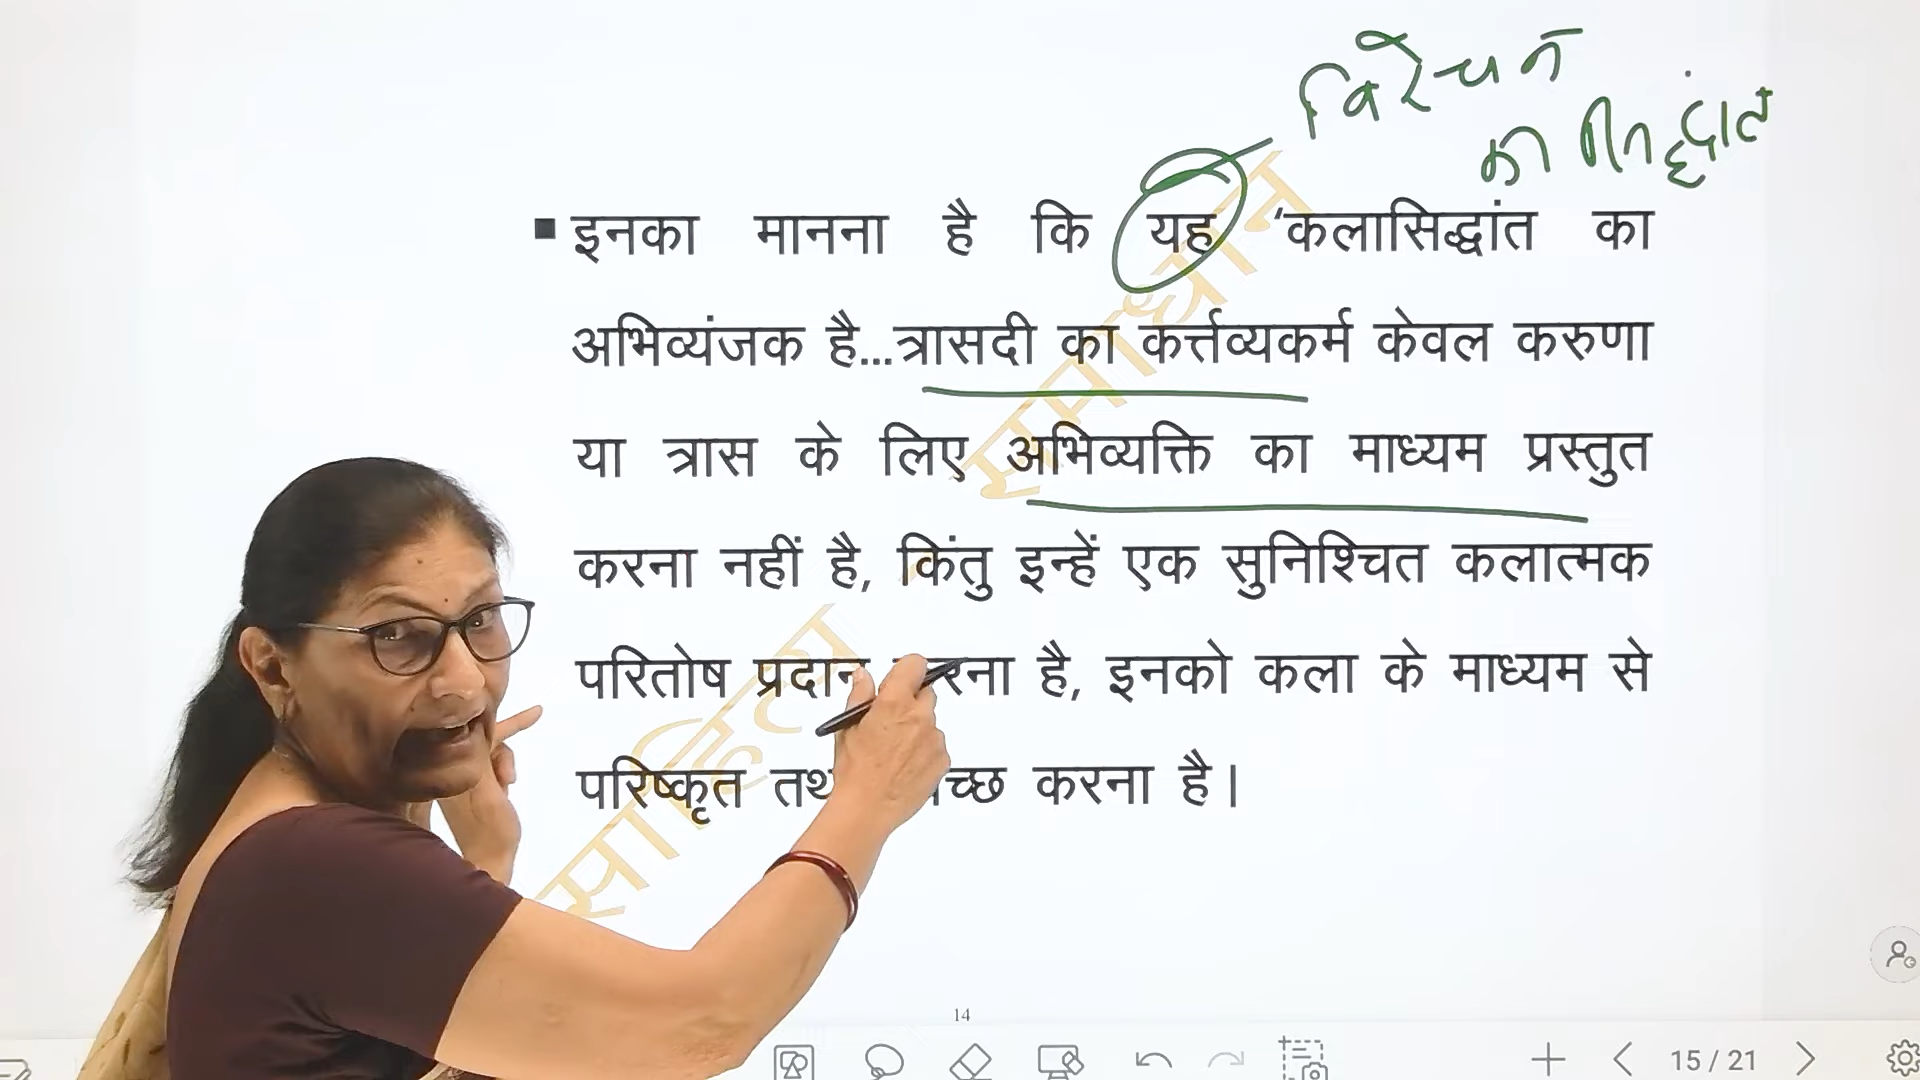 विरेचन
का सिद्धांत
इनका मानना है कि यह ‘कलासिद्धांत का
अभिव्यंजक है...त्रासदी का कर्त्तव्यकर्म केवल करुणा
या त्रास के लिए अभिव्यक्ति का माध्यम प्रस्तुत
करना नहीं है, किंतु इन्हें एक सुनिश्चित कलात्मक
परितोष प्रदान करना है, इनको कला के माध्यम से
परिष्कृत करना है।
साहित्य - समाधान
14
15 / 21